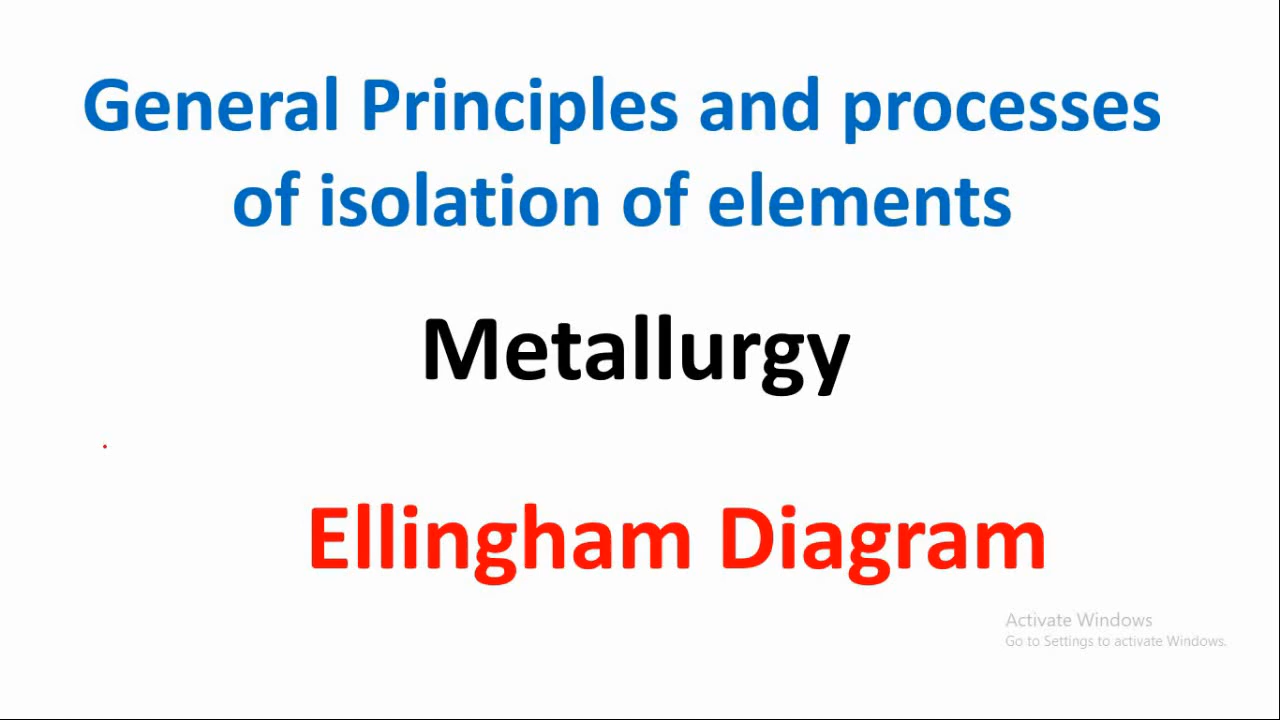 General Principles and processes
of isolation of elements
Metallurgy
Ellingham Diagram
Activate Windows
Go to Settings to activate Windows.